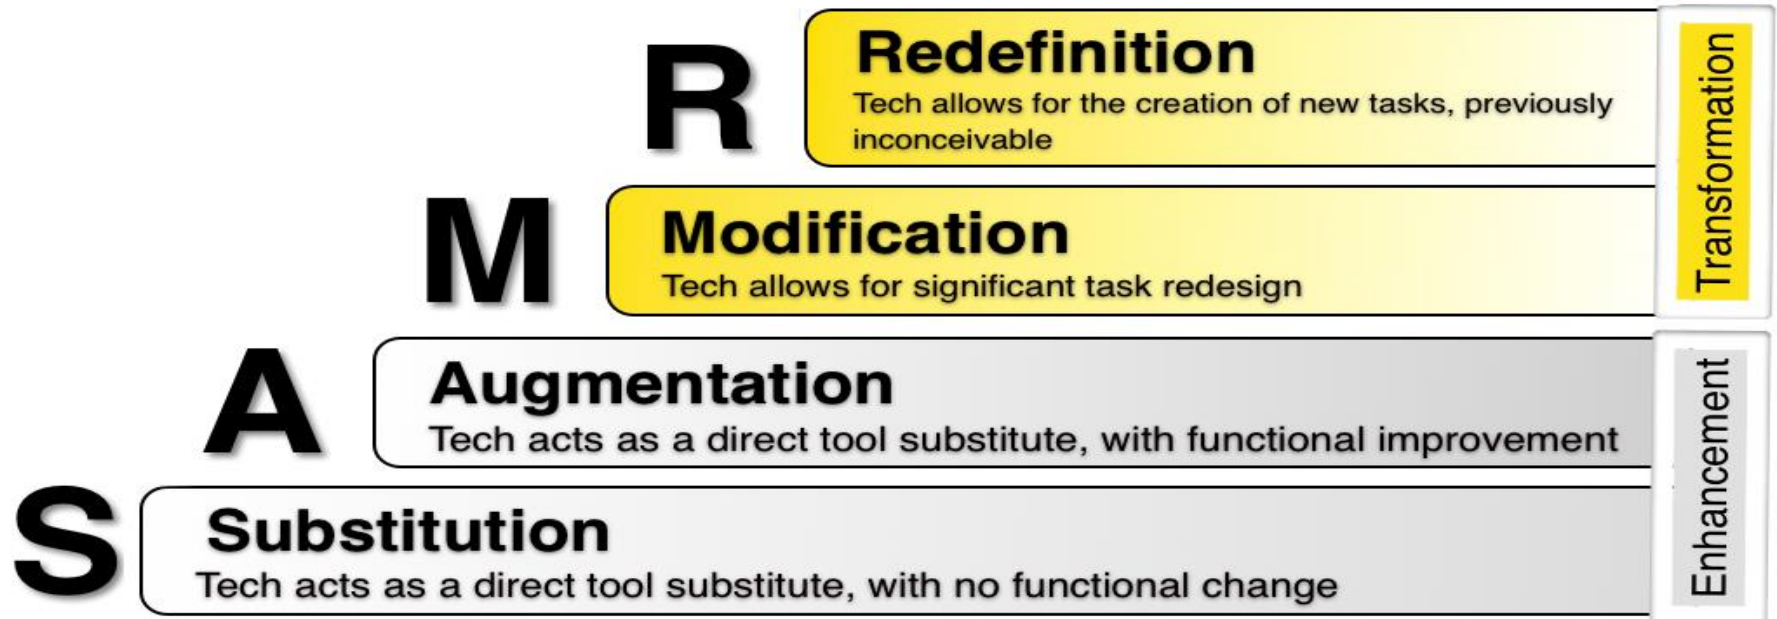 R
Redefinition
Tech allows for the creation of new tasks, previously
inconceivable
Transformation
M
Modification
Tech allows for significant task redesign
A
Augmentation
Tech acts as a direct tool substitute, with functional improvement
Enhancement
S
Substitution
Tech acts as a direct tool substitute, with no functional change